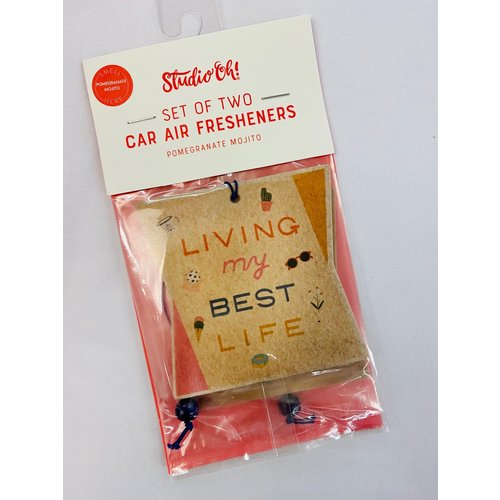 SMELL
POMEGRANATE
MOJITO
HERE
Studio Oh!
SET OF TWO
CAR AIR FRESHENERS
POMEGRANATE MOJITO
LIVING
my
BEST
LIFE